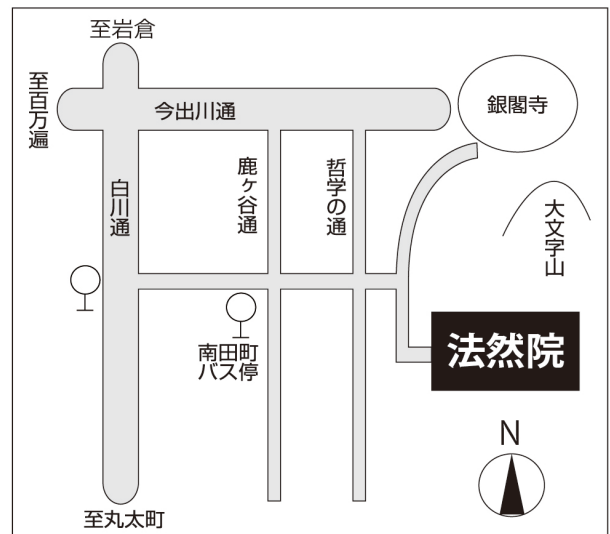 至岩倉
至百万遍
今出川通
銀閣寺
白川通
鹿ヶ谷通
哲学の通
大文字山
南田町
バス停
法然院
N
至丸太町